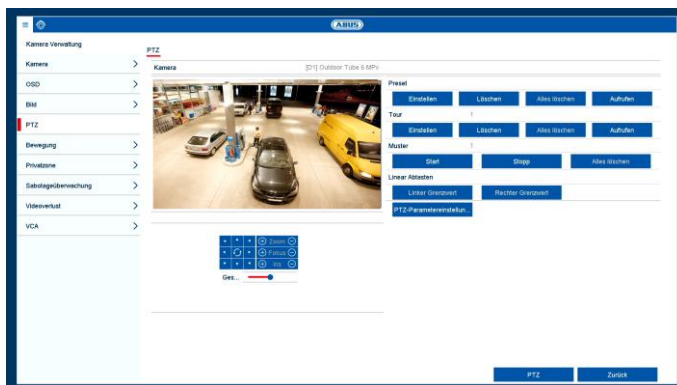 ABUS
Kamera Verwaltung
PTZ
Kamera
Kamera
[D1] Outdoor Tube 6 MPx
OSD
Bild
PTZ
Bewegung
Privatzone
Sabotageüberwachung
Videoverlust
VCA
Preset
Einstellen Löschen Alles löschen Aufrufen
Tour 1
Einstellen Löschen Alles löschen Aufrufen
Muster 1
Start Stopp Alles löschen
Linear Abtasten
Linker Grenzwert Rechter Grenzwert
PTZ-Parametereinstellun...
Zoom
Fokus
Iris
Ges...
PTZ Zurück